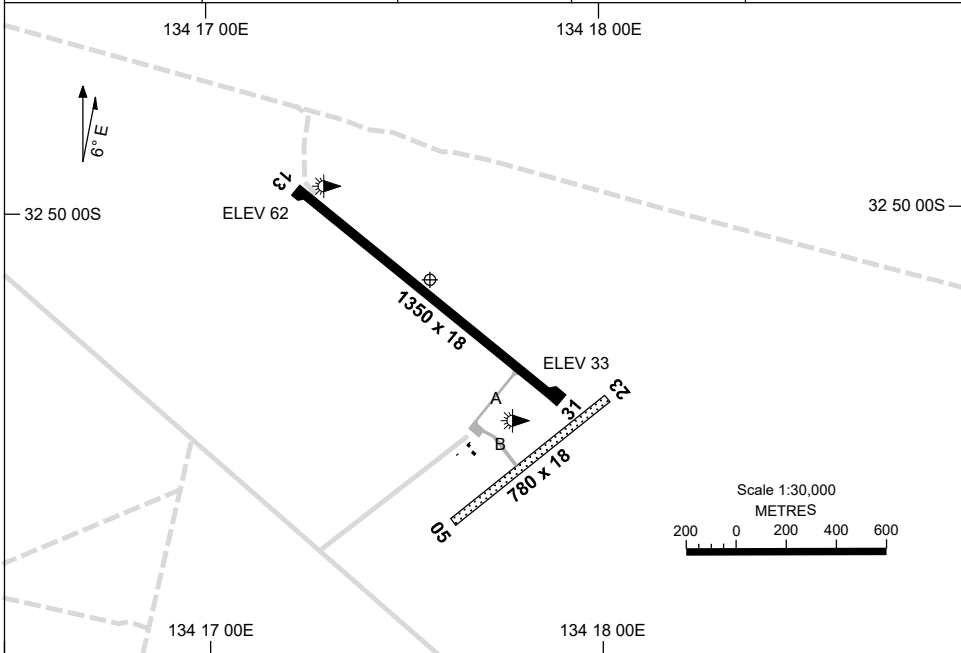 134 17 00E
134 18 00E
6° E
13
32 50 00S
32 50 00S
ELEV 62
1350 x 18
ELEV 33
A
31
23
B
780 x 18
05
Scale 1:30,000
METRES
200 0 200 400 600
134 17 00E
134 18 00E